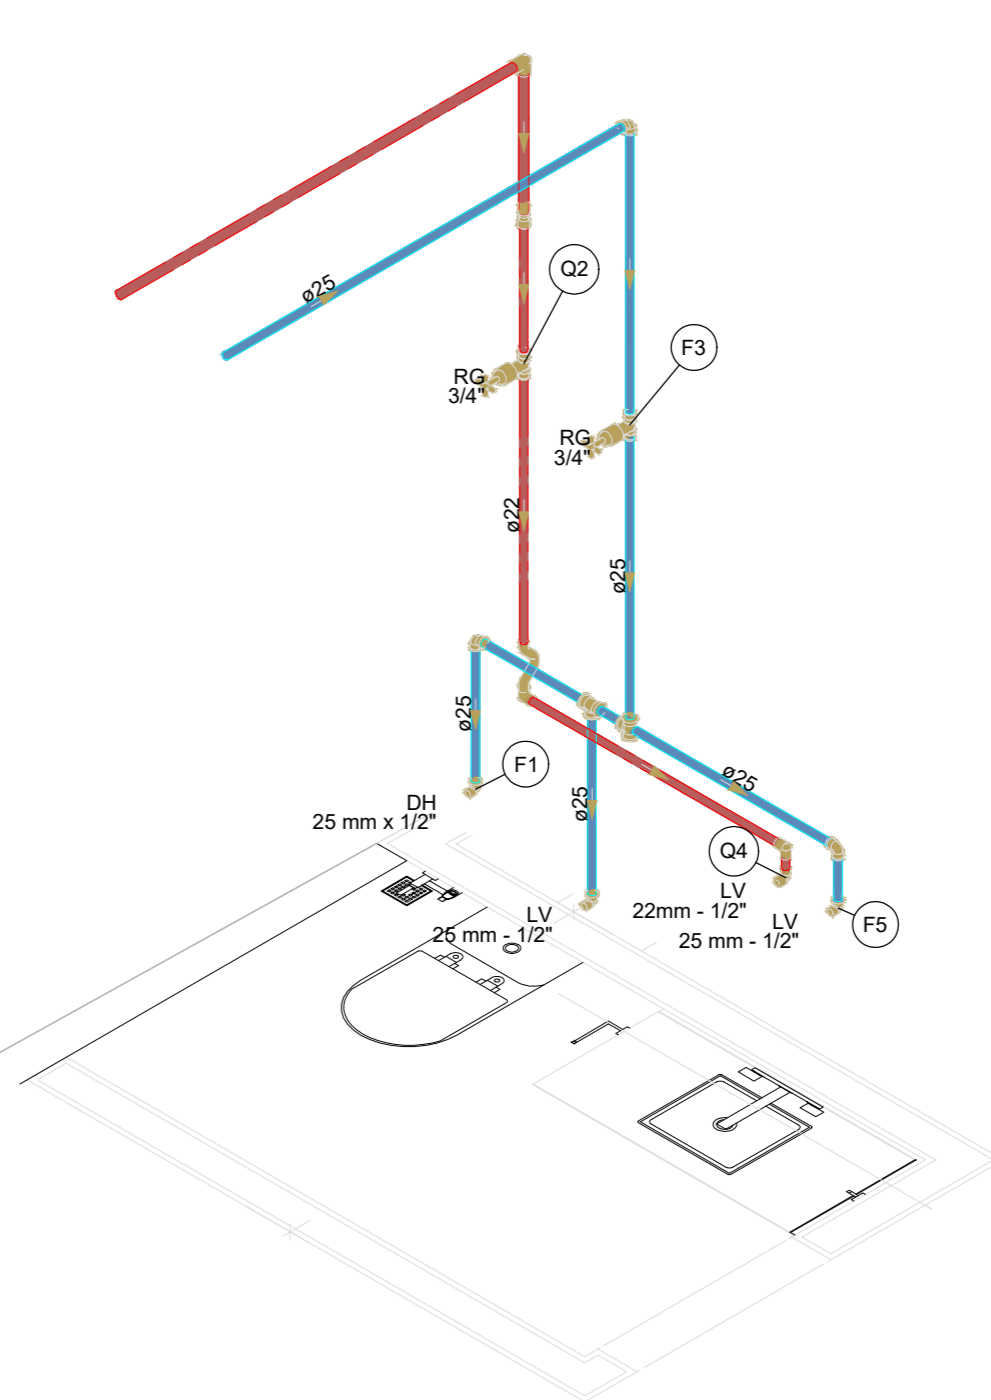 ø25
Q2
F3
RG
3/4"
RG
3/4"
ø22
ø25
ø25
F1
ø25
ø25
DH
25 mm x 1/2"
Q4
LV
22mm - 1/2"
LV
25 mm - 1/2"
LV
25 mm - 1/2"
F5